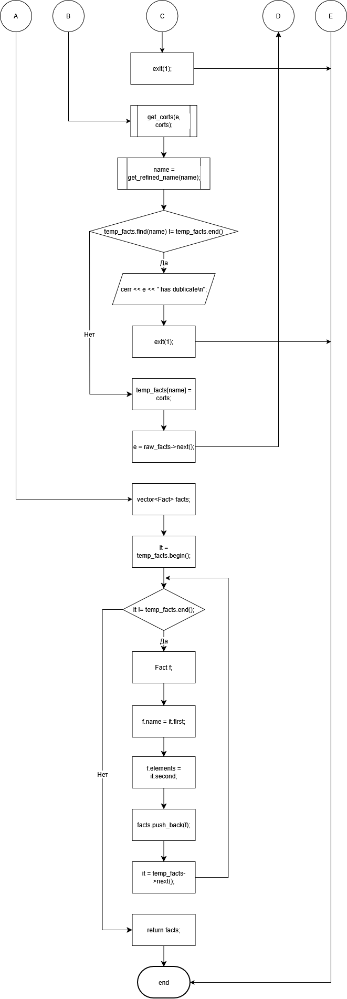 A
B
C
D
E
exit(1);
get_corts(e,
corts);
name =
get_refined_name(name);
temp_facts.find(name) != temp_facts.end()
Да
cerr << e << " has dublicate\n";
Нет
exit(1);
temp_facts[name] =
corts;
e = raw_facts->next();
vector<Fact> facts;
it =
temp_facts.begin();
it != temp_facts.end();
Да
Fact f;
f.name = it.first;
f.elements =
it.second;
Нет
facts.push_back(f);
it = temp_facts-
>next();
return facts;
end